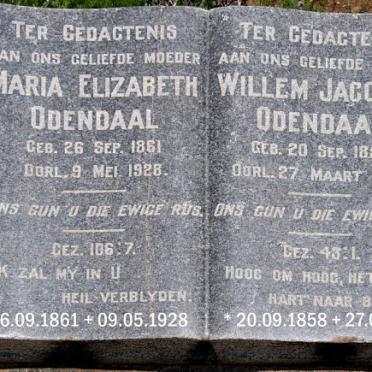 TER GEDACTENIS
AAN ONS GELIEFDE MOEDER
MARIA ELIZABETH
ODENDAAL
GEB. 26 SEP. 1861
OORL. 9 MEI 1928.
ONS GUN U DIE EWIGE RUS.
GEZ. 106:7.
IK ZAL MY IN U
HEIL VERBLYDEN.
6.09.1861 + 09.05.1928
TER GEDACTE
AAN ONS GELIEFDE
WILLEM JACO
ODENDAA
GEB. 20 SEP. 18
OORL. 27 MAART
ONS GUN U DIE EWI
GEZ. 43:1.
HOOG OM HOOG, HET
HART NAAR B
* 20.09.1858 + 27.0